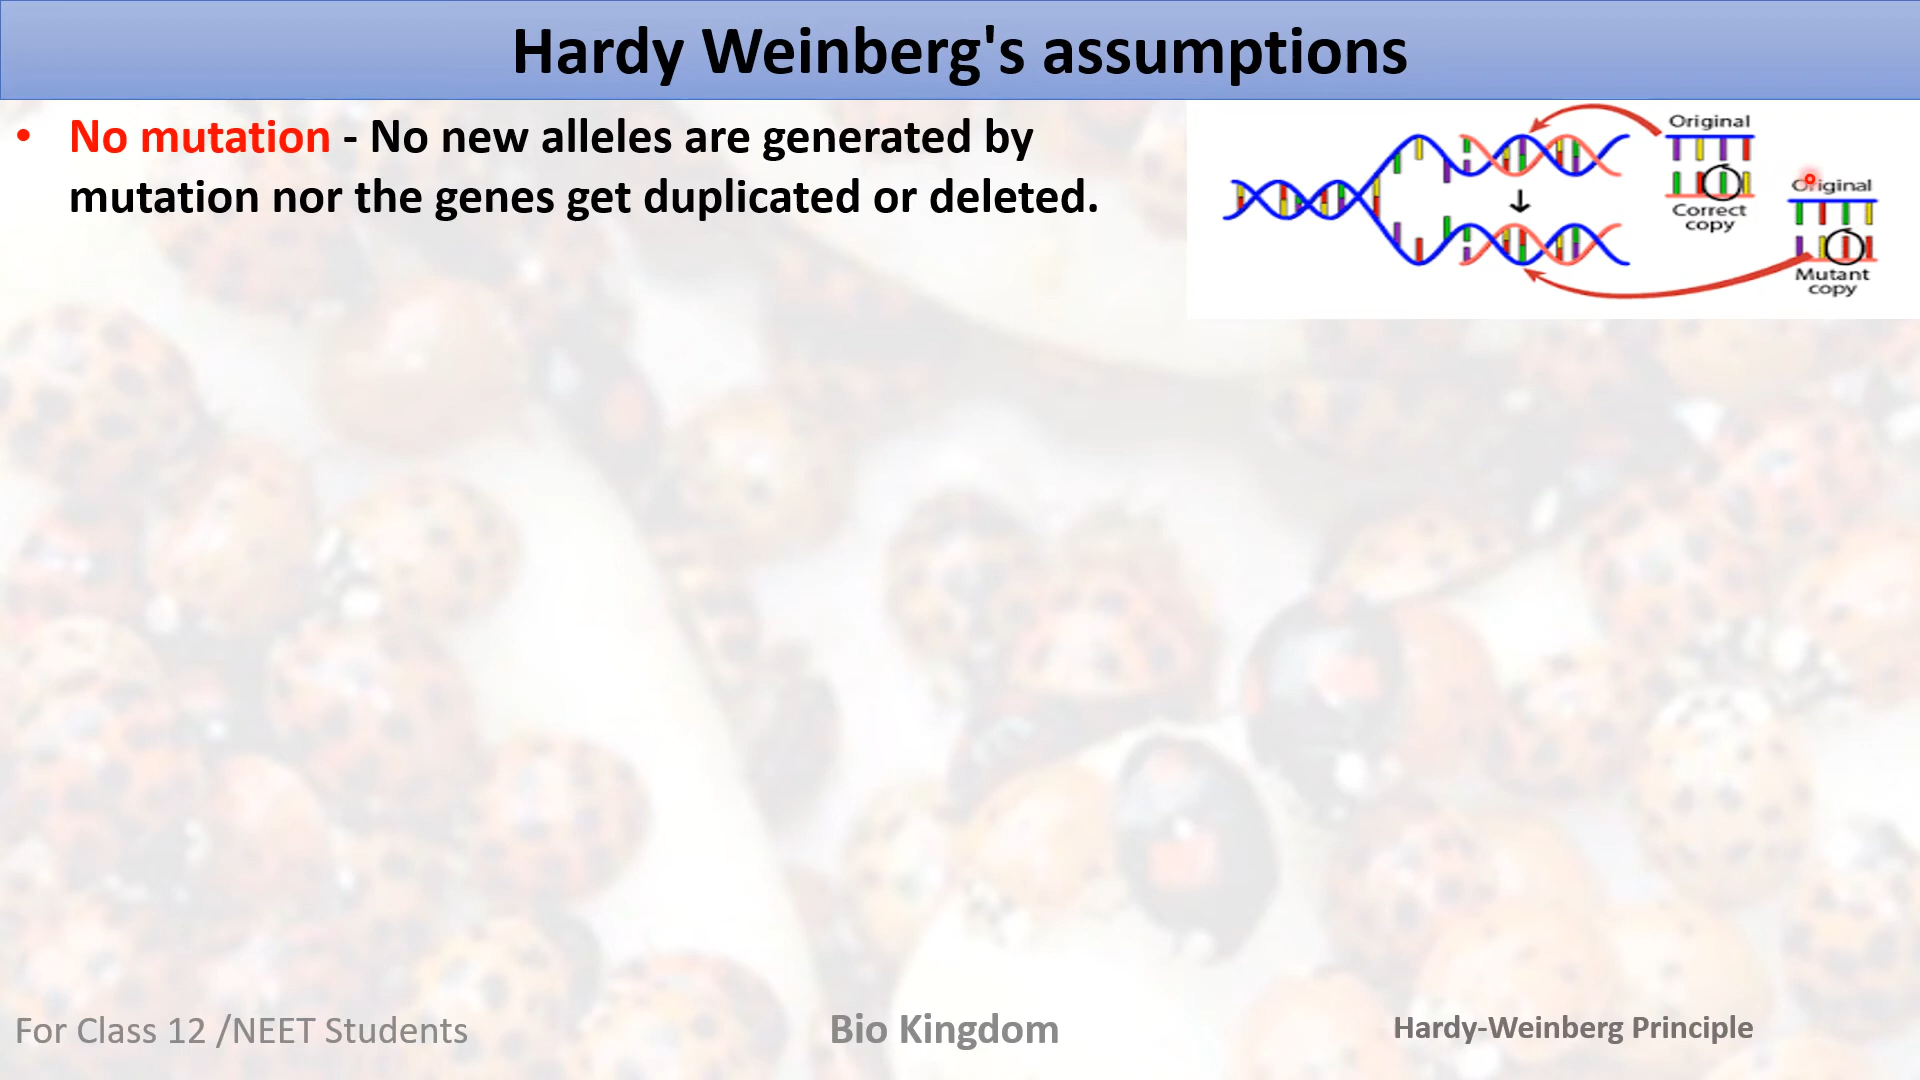 Hardy Weinberg's assumptions
• No mutation - No new alleles are generated by
mutation nor the genes get duplicated or deleted.
Original
Correct
copy
Original
Mutant
copy
For Class 12 /NEET Students
Bio Kingdom
Hardy-Weinberg Principle